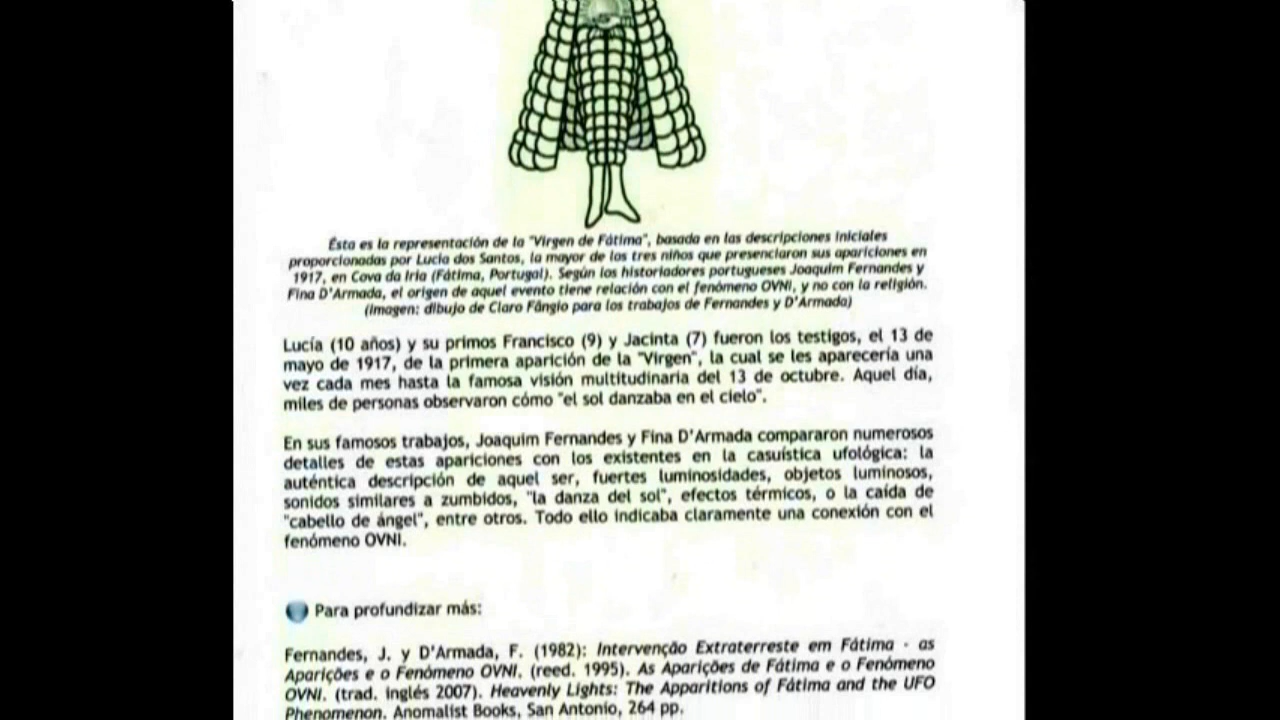 Ésta es la representación de la "Virgen de Fátima", basada en las descripciones iniciales
proporcionadas por Lucía dos Santos, la mayor de los tres niños que presenciaron sus apariciones en
1917, en Cova da Iria (Fátima, Portugal). Según los historiadores portugueses Joaquim Fernandes y
Fina D'Armada, el origen de aquel evento tiene relación con el fenómeno OVNI, y no con la religión.
(Imagen: dibujo de Claro Fângio para los trabajos de Fernandes y D'Armada)
Lucía (10 años) y su primos Francisco (9) y Jacinta (7) fueron los testigos, el 13 de
mayo de 1917, de la primera aparición de la "Virgen", la cual se les aparecería una
vez cada mes hasta la famosa visión multitudinaria del 13 de octubre. Aquel día,
miles de personas observaron cómo "el sol danzaba en el cielo".
En sus famosos trabajos, Joaquim Fernandes y Fina D'Armada compararon numerosos
detalles de estas apariciones con los existentes en la casuística ufológica: la
auténtica descripción de aquel ser, fuertes luminosidades, objetos luminosos,
sonidos similares a zumbidos, "la danza del sol", efectos térmicos, o la caída de
"cabello de ángel", entre otros. Todo ello indicaba claramente una conexión con el
fenómeno OVNI.
Para profundizar más:
Fernandes, J. y D'Armada, F. (1982): Intervenção Extraterreste em Fátima - as
Aparições e o Fenómeno OVNI. (reed. 1995). As Aparições de Fátima e o Fenómeno
OVNI. (trad. inglés 2007). Heavenly Lights: The Apparitions of Fátima and the UFO
Phenomenon. Anomalist Books, San Antonio, 264 pp.